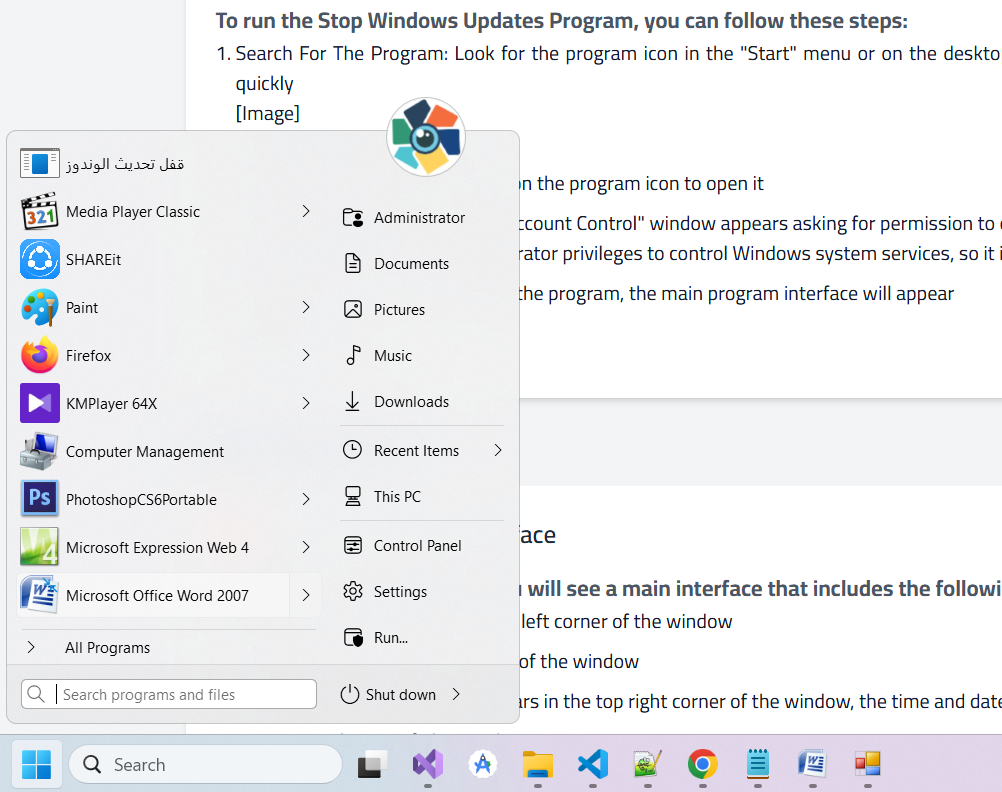 To run the Stop Windows Updates Program, you can follow these steps:
1. Search For The Program: Look for the program icon in the "Start" menu or on the deskto
quickly
[Image]
on the program icon to open it
ccount Control" window appears asking for permission to
rator privileges to control Windows system services, so it i
the program, the main program interface will appear
قفل تحديث الوندوز
Media Player Classic
321
SHAREit
Paint
Firefox
KMPlayer 64X
Computer Management
Ps
PhotoshopCS6Portable
4
Microsoft Expression Web 4
W
Microsoft Office Word 2007
All Programs
Search programs and files
Administrator
Documents
Pictures
Music
Downloads
Recent Items
This PC
Control Panel
Settings
Run...
Shut down
face
u will see a main interface that includes the followi
left corner of the window
of the window
ars in the top right corner of the window, the time and date
Search
W